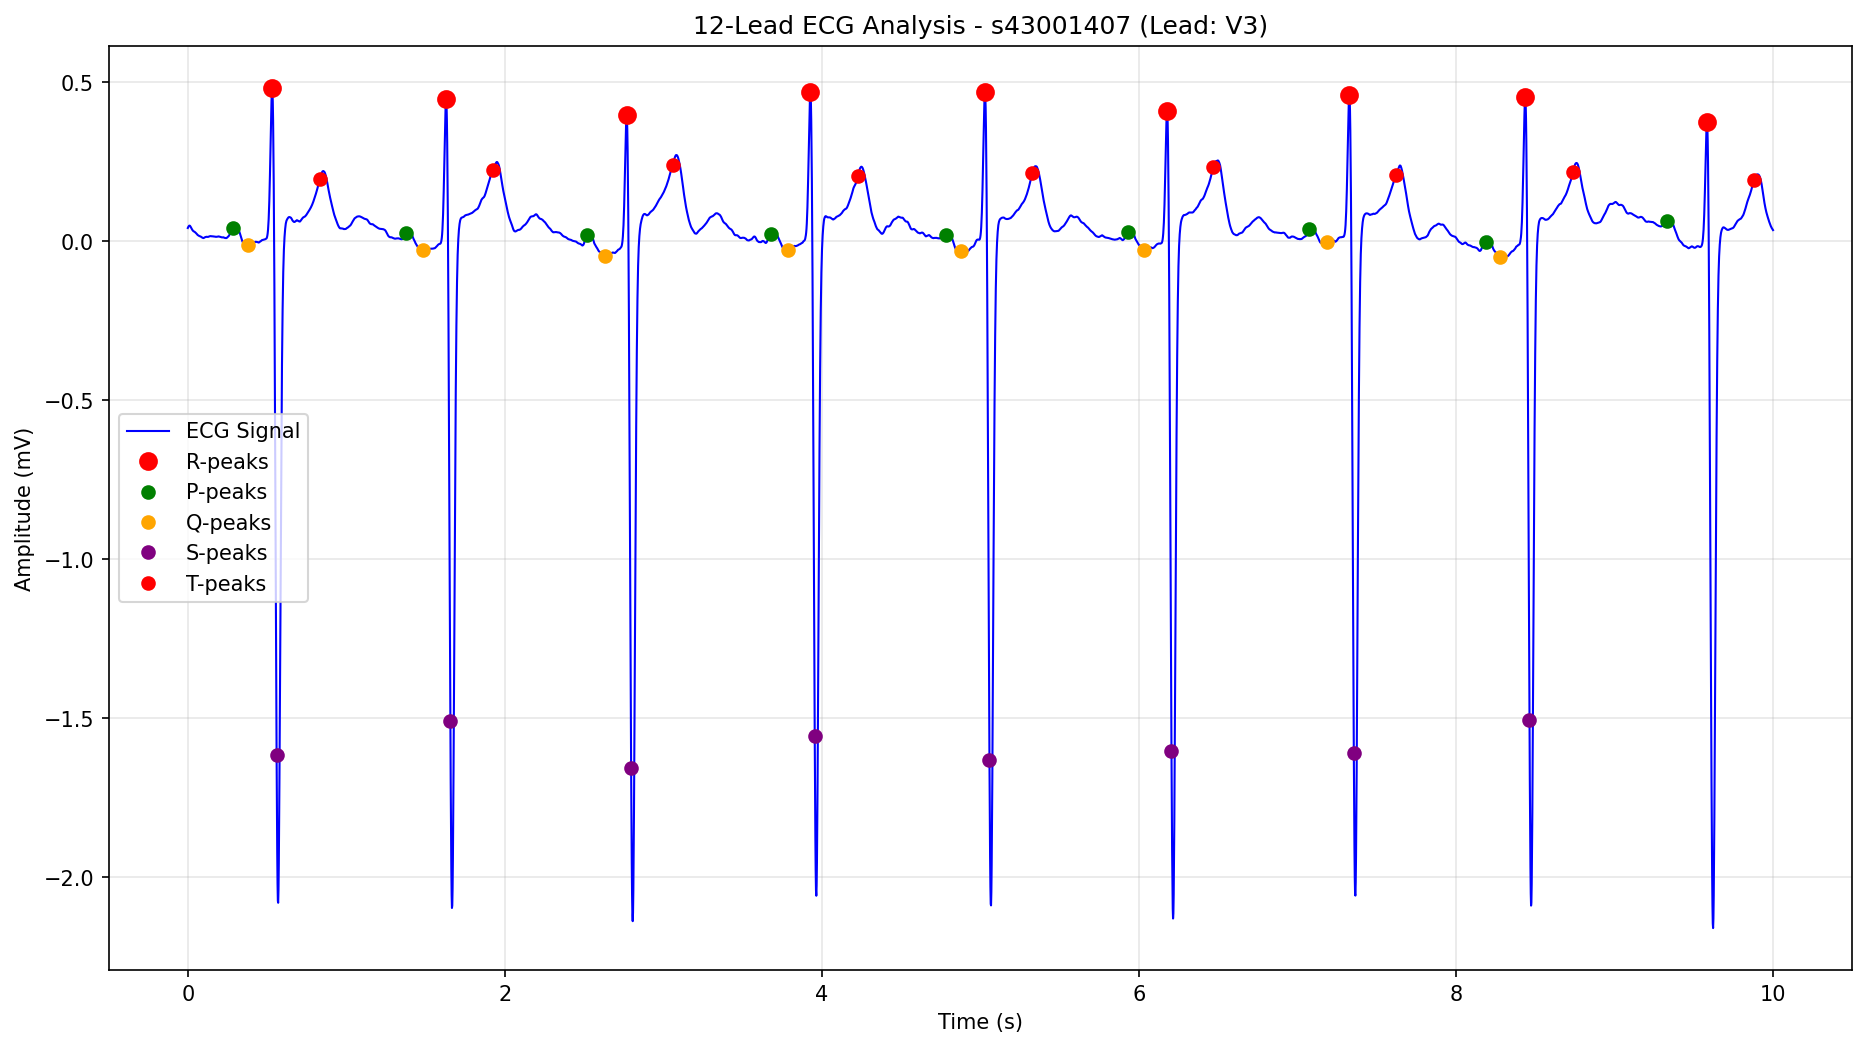 12-Lead ECG Analysis - s43001407 (Lead: V3)
Amplitude (mV)
0.5
0.0
−0.5
−1.0
−1.5
−2.0
ECG Signal
R-peaks
P-peaks
Q-peaks
S-peaks
T-peaks
0 2 4 6 8 10
Time (s)